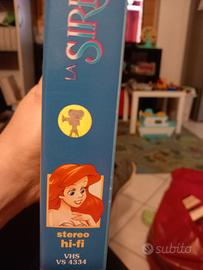 LA SIR
stereo
hi-fi
VHS
VS 4334
subito